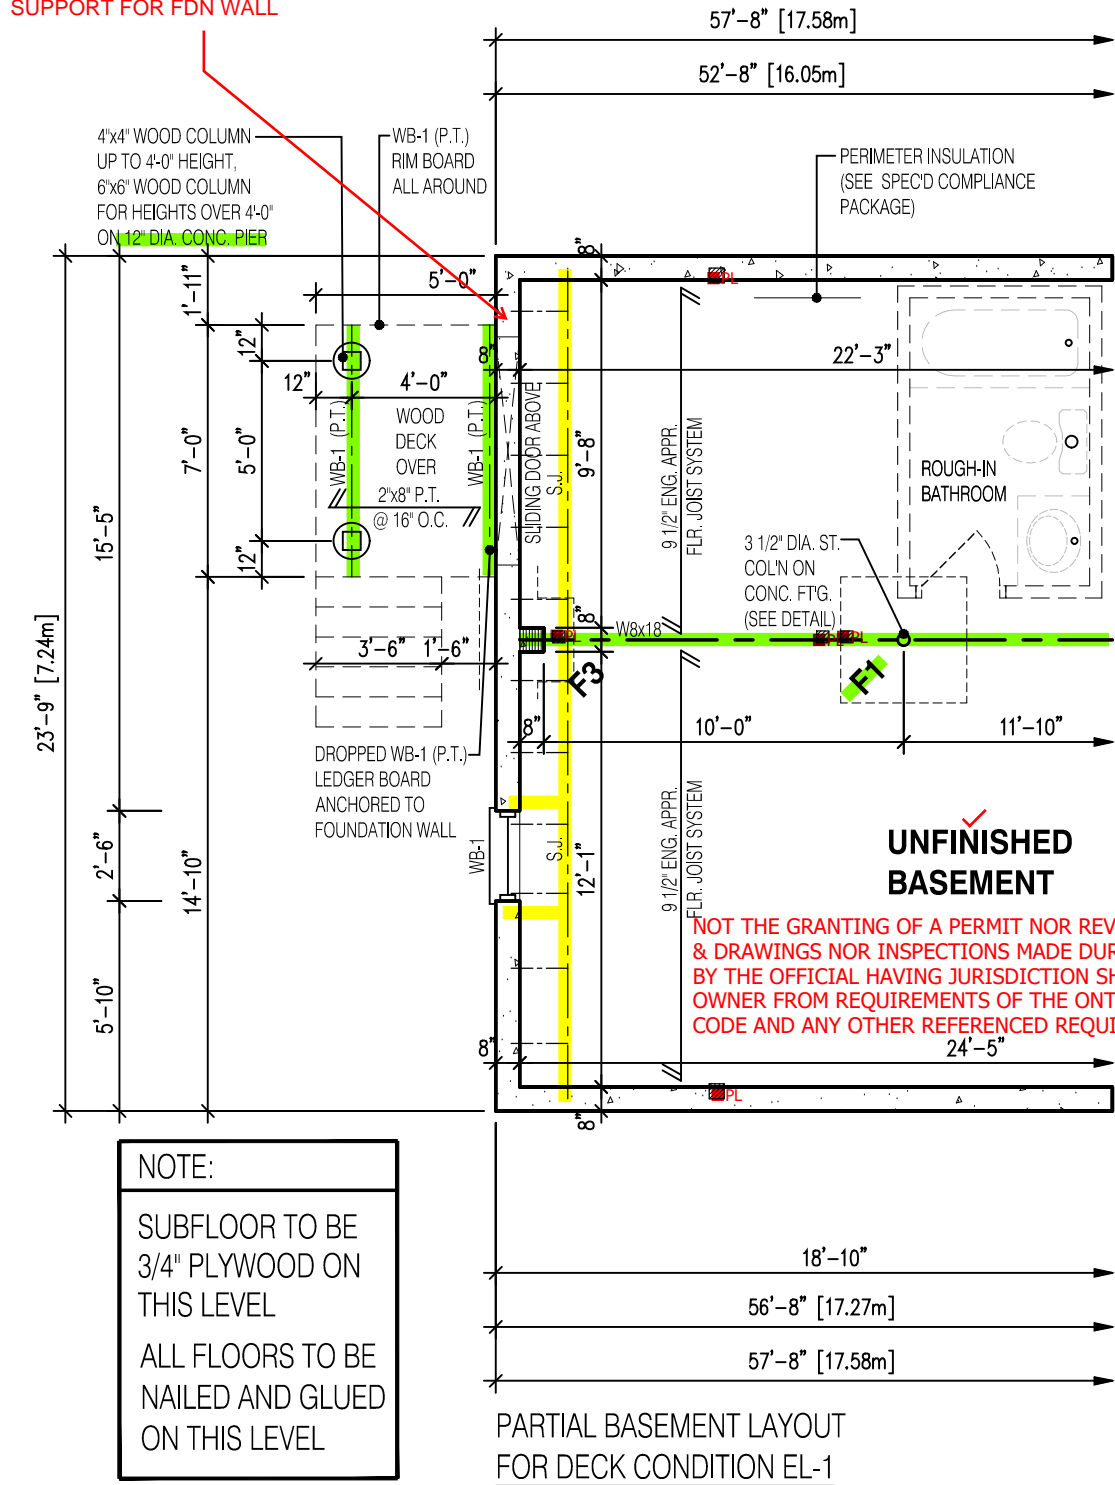 SUPPORT FOR FDN WALL
57'-8" [17.58m]
52'-8" [16.05m]
4"x4" WOOD COLUMN
UP TO 4'-0" HEIGHT,
6"x6" WOOD COLUMN
FOR HEIGHTS OVER 4'-0"
ON 12" DIA. CONC. PIER
WB-1 (P.T.)
RIM BOARD
ALL AROUND
PERIMETER INSULATION
(SEE SPEC'D COMPLIANCE
PACKAGE)
8"
1'-11"
5'-0"
PL
12"
8"
22'-3"
12"
4'-0"
WB-1 (P.T.)
WOOD
DECK
OVER
2"x8" P.T.
@ 16" O.C.
WB-1 (P.T.)
SLIDING DOOR ABOVE
S.J.
9'-8"
9 1/2" ENG. APPR.
FLR. JOIST SYSTEM
ROUGH-IN
BATHROOM
7'-0"
5'-0"
15'-5"
12"
3 1/2" DIA. ST.
COL'N ON
CONC. FT'G.
(SEE DETAIL)
8"
W8x18
PL
PL
PL
3'-6"
1'-6"
F3
F1
23'-9" [7.24m]
8"
10'-0"
11'-10"
DROPPED WB-1 (P.T.)
LEDGER BOARD
ANCHORED TO
FOUNDATION WALL
WB-1
S.J.
12'-1"
9 1/2" ENG. APPR.
FLR. JOIST SYSTEM
2'-6"
14'-10"
5'-10"
UNFINISHED
BASEMENT
NOT THE GRANTING OF A PERMIT NOR REV
& DRAWINGS NOR INSPECTIONS MADE DUR
BY THE OFFICIAL HAVING JURISDICTION SH
OWNER FROM REQUIREMENTS OF THE ONT
CODE AND ANY OTHER REFERENCED REQUI
8"
24'-5"
PL
8"
NOTE:
SUBFLOOR TO BE
3/4" PLYWOOD ON
THIS LEVEL
ALL FLOORS TO BE
NAILED AND GLUED
ON THIS LEVEL
18'-10"
56'-8" [17.27m]
57'-8" [17.58m]
PARTIAL BASEMENT LAYOUT
FOR DECK CONDITION EL-1